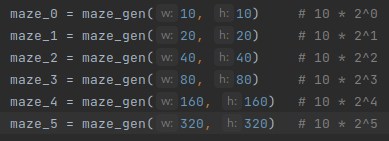 maze_0 = maze_gen( w: 10,  h: 10)     # 10 * 2^0
maze_1 = maze_gen( w: 20,  h: 20)     # 10 * 2^1
maze_2 = maze_gen( w: 40,  h: 40)     # 10 * 2^2
maze_3 = maze_gen( w: 80,  h: 80)     # 10 * 2^3
maze_4 = maze_gen( w: 160,  h: 160)   # 10 * 2^4
maze_5 = maze_gen( w: 320,  h: 320)   # 10 * 2^5